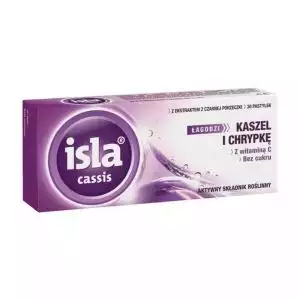 Z EKSTRAKTEM Z CZARNEJ PORZECZKI 〉 30 PASTYLEK
ŁAGODZI
KASZEL
I CHRYPKĘ
〉 Z witaminą C
〉 Bez cukru
isla®
cassis
AKTYWNY SKŁADNIK ROŚLINNY